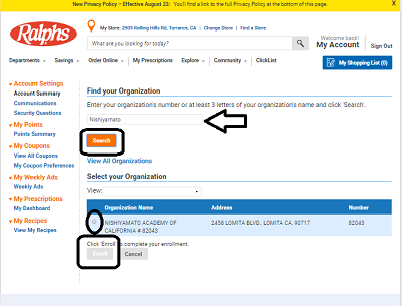 New Privacy Policy – Effective August 23: You'll find a link to the full Privacy Policy at the bottom of this page.
x
Ralphs
My Store: 2909 Rolling Hills Rd, Torrance, CA | Change Store | Find a Store
What are you looking for today?
Welcome back!
My Account
Sign Out
Departments Savings Order Online My Prescriptions Explore Community ClickList
My Shopping List (0)
Account Settings
Account Summary
Communications
Security Questions
My Points
Points Summary
My Coupons
View All Coupons
My Coupon Preferences
My Weekly Ads
Weekly Ads
My Prescriptions
My Dashboard
My Recipes
View My Recipes
Find your Organization
Enter your organization's number or at least 3 letters of your organization's name and click 'Search'.
Nishiyamato
Search
View All Organizations
Select your Organization
View:
Organization Name Address Number
NISHIYAMATO ACADEMY OF 2458 LOMITA BLVD., LOMITA CA, 90717 82043
CALIFORNIA # 82043
Click 'Enroll' to complete your enrollment.
Enroll Cancel